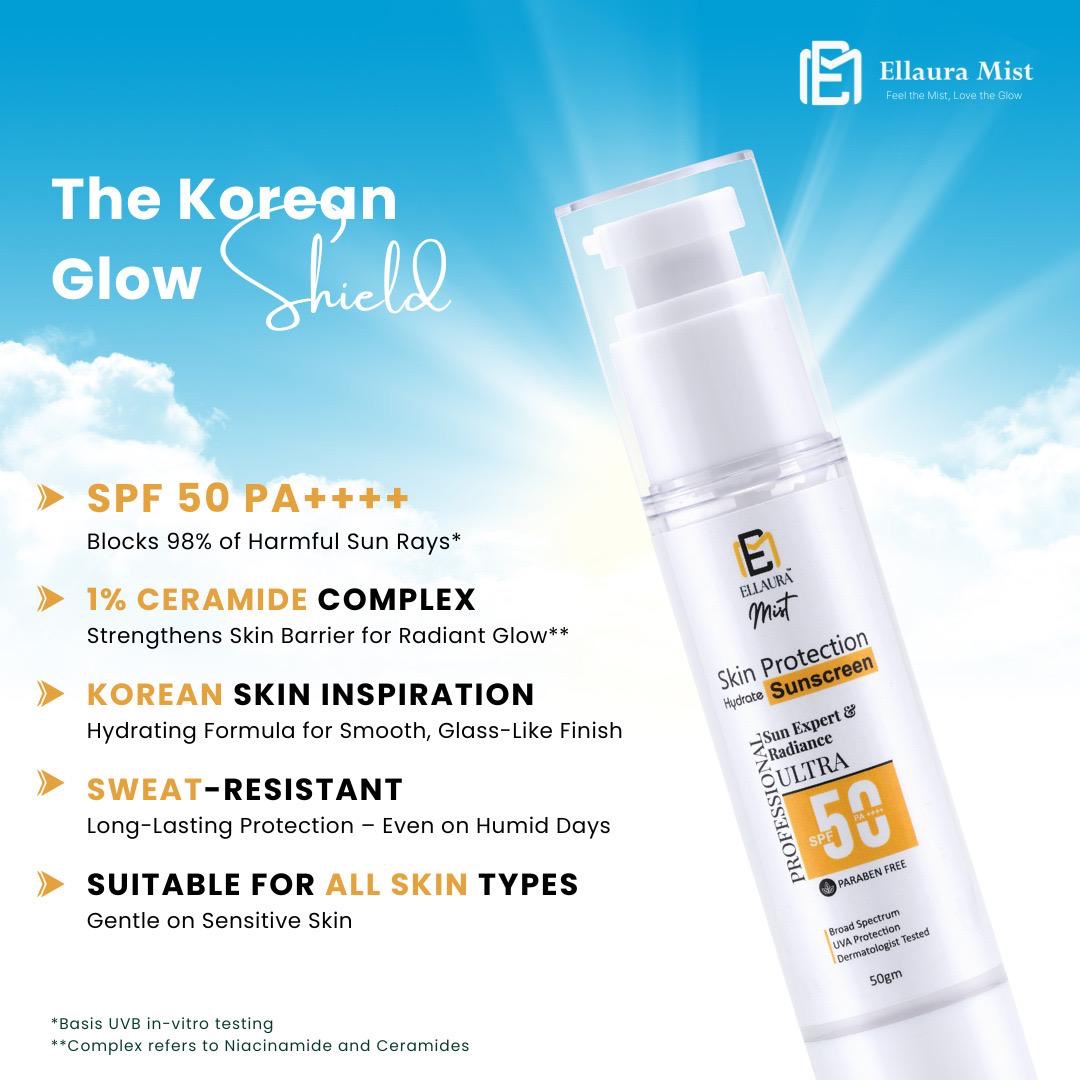 Ellaura Mist
Feel the Mist, Love the Glow
The Korean
Glow Shield
SPF 50 PA++++
Blocks 98% of Harmful Sun Rays*
1% CERAMIDE COMPLEX
Strengthens Skin Barrier for Radiant Glow**
KOREAN SKIN INSPIRATION
Hydrating Formula for Smooth, Glass-Like Finish
SWEAT-RESISTANT
Long-Lasting Protection – Even on Humid Days
SUITABLE FOR ALL SKIN TYPES
Gentle on Sensitive Skin
*Basis UVB in-vitro testing
**Complex refers to Niacinamide and Ceramides
ELLAURA™
Mist
Skin Protection
Hydrate Sunscreen
PROFESSIONAL
Sun Expert &
Radiance
ULTRA
SPF 50 PA ++++
PARABEN FREE
Broad Spectrum
UVA Protection
Dermatologist Tested
50gm